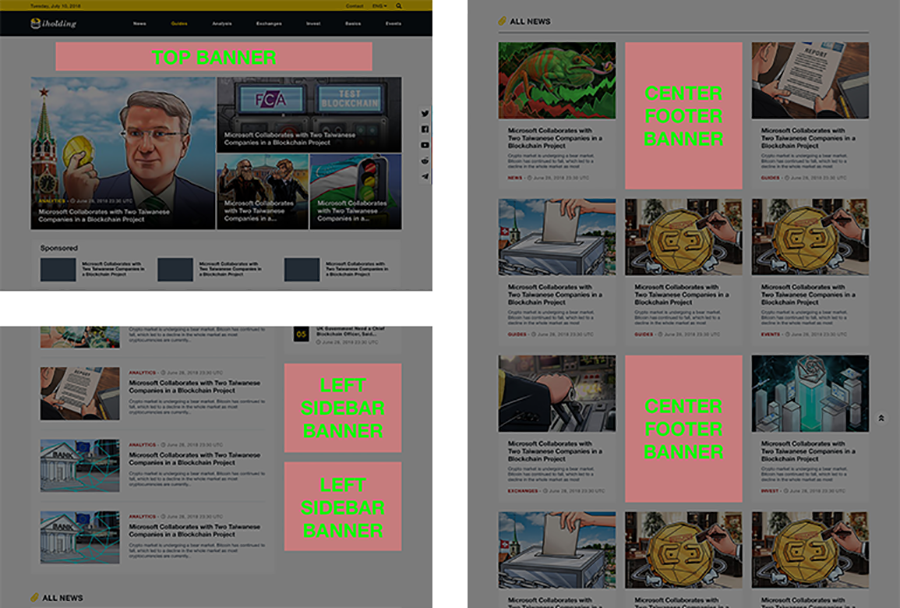 Tuesday, July 10, 2018
Contact
ENG
iholding
News
Guides
Analysis
Exchanges
Invest
Basics
Events
TOP BANNER
FCA
TEST
BLOCKCHAIN
Microsoft Collaborates with Two Taiwanese
Companies in a Blockchain Project
ANALYTICS
June 28, 2018 23:30 UTC
Microsoft Collaborates with Two Taiwanese
Companies in a Blockchain Project
Microsoft Collaborates with
Two Taiwanese Companies
in a...
Microsoft Collaborates with
Two Taiwanese Companies
in a...
Sponsored
Microsoft Collaborates with
Two Taiwanese Companies in
a Blockchain Project
Microsoft Collaborates with
Two Taiwanese Companies in
a Blockchain Project
Microsoft Collaborates with
Two Taiwanese Companies in
a Blockchain Project
Crypto market is undergoing a bear market. Bitcoin has continued to
fall, which led to a decline in the whole market as most
cryptocurrencies are currently...
05
UK Government Need a Chief
Blockchain Officer, Said...
June 28, 2018 23:30 UTC
REPORT
ANALYTICS - June 28, 2018 23:30 UTC
Microsoft Collaborates with Two Taiwanese
Companies in a Blockchain Project
Crypto market is undergoing a bear market. Bitcoin has continued to
fall, which led to a decline in the whole market as most
cryptocurrencies are currently...
BANK
ANALYTICS - June 28, 2018 23:30 UTC
Microsoft Collaborates with Two Taiwanese
Companies in a Blockchain Project
Crypto market is undergoing a bear market. Bitcoin has continued to
fall, which led to a decline in the whole market as most
cryptocurrencies are currently...
BANK
ANALYTICS - June 28, 2018 23:30 UTC
Microsoft Collaborates with Two Taiwanese
Companies in a Blockchain Project
Crypto market is undergoing a bear market. Bitcoin has continued to
fall, which led to a decline in the whole market as most
cryptocurrencies are currently...
LEFT
SIDEBAR
BANNER
LEFT
SIDEBAR
BANNER
ALL NEWS
ALL NEWS
Microsoft Collaborates with
Two Taiwanese Companies in a
Blockchain Project
Crypto market is undergoing a bear market.
Bitcoin has continued to fall, which led to a
decline in the whole market as most
NEWS - June 28, 2018 23:30 UTC
CENTER
FOOTER
BANNER
REPORT
Microsoft Collaborates with
Two Taiwanese Companies in a
Blockchain Project
Crypto market is undergoing a bear market.
Bitcoin has continued to fall, which led to a
decline in the whole market as most
GUIDES - June 28, 2018 23:30 UTC
Microsoft Collaborates with
Two Taiwanese Companies in a
Blockchain Project
Crypto market is undergoing a bear market.
Bitcoin has continued to fall, which led to a
decline in the whole market as most
GUIDES - June 28, 2018 23:30 UTC
Microsoft Collaborates with
Two Taiwanese Companies in a
Blockchain Project
Crypto market is undergoing a bear market.
Bitcoin has continued to fall, which led to a
decline in the whole market as most
GUIDES - June 28, 2018 23:30 UTC
Microsoft Collaborates with
Two Taiwanese Companies in a
Blockchain Project
Crypto market is undergoing a bear market.
Bitcoin has continued to fall, which led to a
decline in the whole market as most
EVENTS - June 28, 2018 23:30 UTC
Microsoft Collaborates with
Two Taiwanese Companies in a
Blockchain Project
Crypto market is undergoing a bear market.
Bitcoin has continued to fall, which led to a
decline in the whole market as most
EXCHANGES - June 28, 2018 23:30 UTC
CENTER
FOOTER
BANNER
Microsoft Collaborates with
Two Taiwanese Companies in a
Blockchain Project
Crypto market is undergoing a bear market.
Bitcoin has continued to fall, which led to a
decline in the whole market as most
June 28, 2018 23:30 UTC
Microsoft Collaborates with
Two Taiwanese Companies in a
Microsoft Collaborates with
Two Taiwanese Companies in a
Microsoft Collaborates with
Two Taiwanese Companies in a